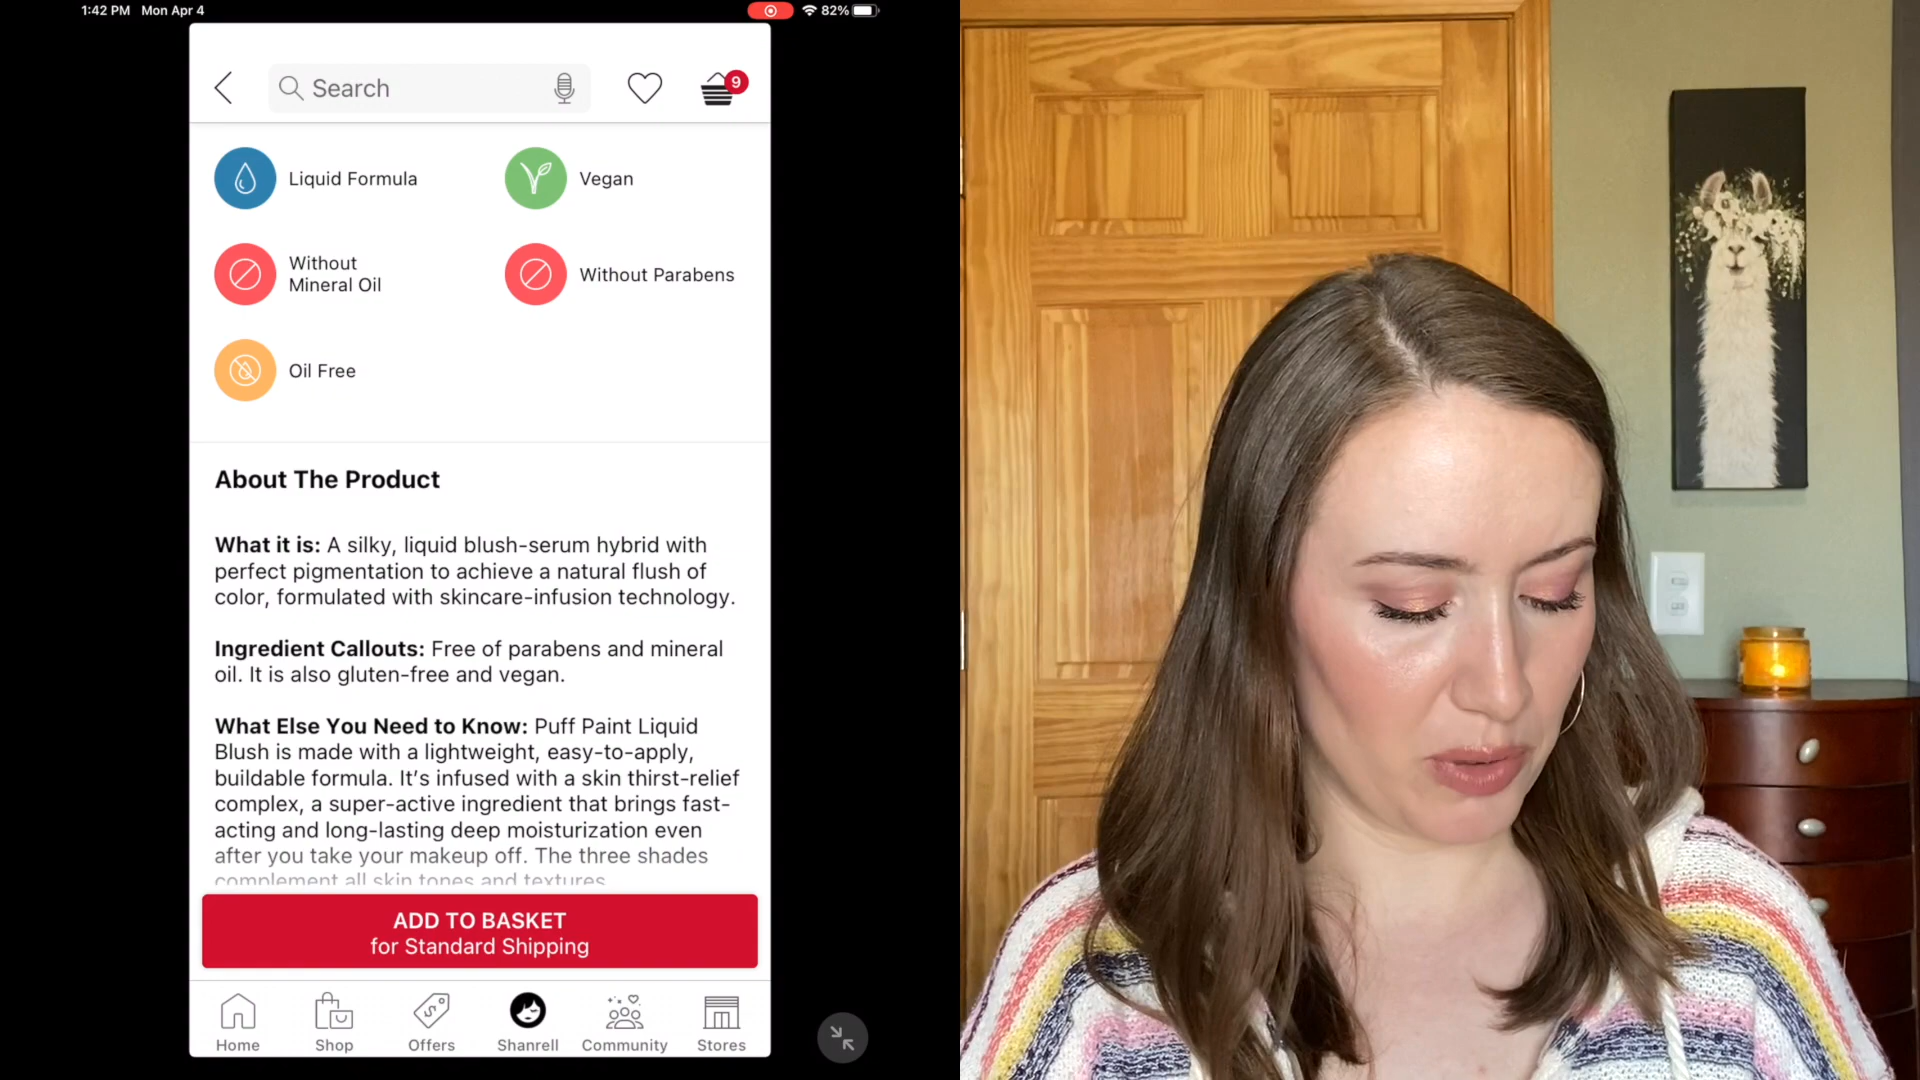 1:42 PM Mon Apr 4
82%
Search
9
Liquid Formula
Vegan
Without
Mineral Oil
Without Parabens
Oil Free
About The Product
What it is: A silky, liquid blush-serum hybrid with
perfect pigmentation to achieve a natural flush of
color, formulated with skincare-infusion technology.
Ingredient Callouts: Free of parabens and mineral
oil. It is also gluten-free and vegan.
What Else You Need to Know: Puff Paint Liquid
Blush is made with a lightweight, easy-to-apply,
buildable formula. It's infused with a skin thirst-relief
complex, a super-active ingredient that brings fast-
acting and long-lasting deep moisturization even
after you take your makeup off. The three shades
complement all skin tones and textures.
ADD TO BASKET
for Standard Shipping
Home
Shop
Offers
Shanrell
Community
Stores